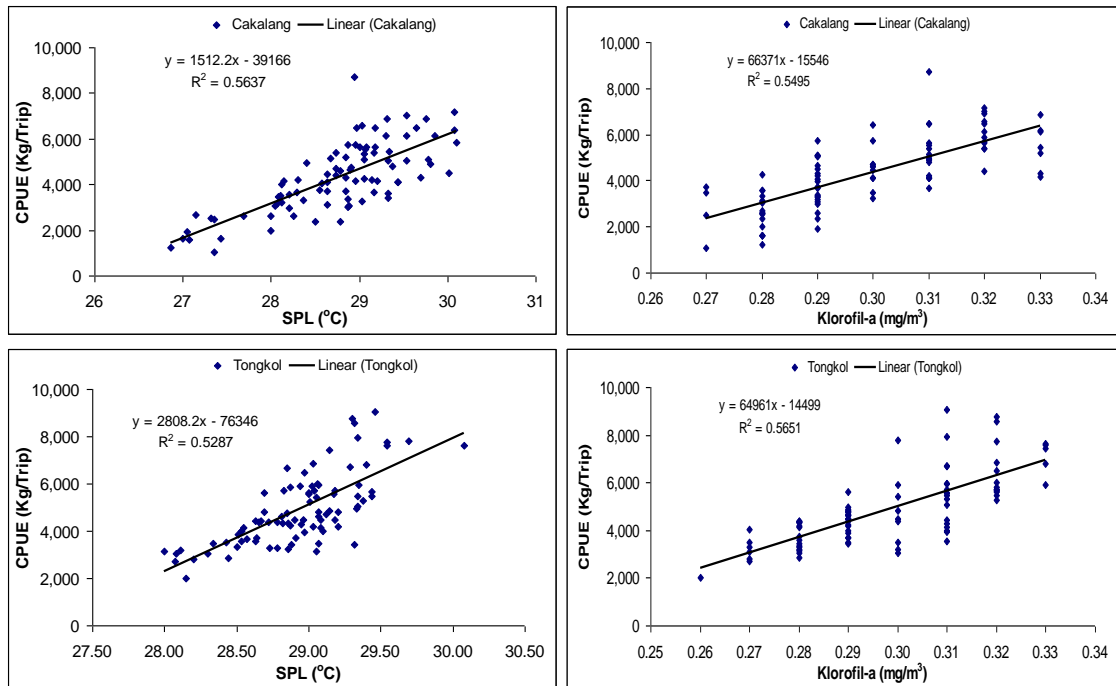 Cakalang Linear (Cakalang)
y = 1512.2x - 39166
R² = 0.5637
CPUE (Kg/Trip)
10,000
8,000
6,000
4,000
2,000
0
26 27 28 29 30 31
SPL (°C)
Cakalang Linear (Cakalang)
y = 66371x - 15546
R² = 0.5495
CPUE (Kg/Trip)
10,000
8,000
6,000
4,000
2,000
0
0.26 0.27 0.28 0.29 0.30 0.31 0.32 0.33 0.34
Klorofil-a (mg/m³)
Tongkol Linear (Tongkol)
y = 2808.2x - 76346
R² = 0.5287
CPUE (Kg/Trip)
10,000
8,000
6,000
4,000
2,000
0
27.50 28.00 28.50 29.00 29.50 30.00 30.50
SPL (°C)
Tongkol Linear (Tongkol)
y = 64961x - 14499
R² = 0.5651
CPUE (Kg/Trip)
10,000
8,000
6,000
4,000
2,000
0
0.25 0.26 0.27 0.28 0.29 0.30 0.31 0.32 0.33 0.34
Klorofil-a (mg/m³)